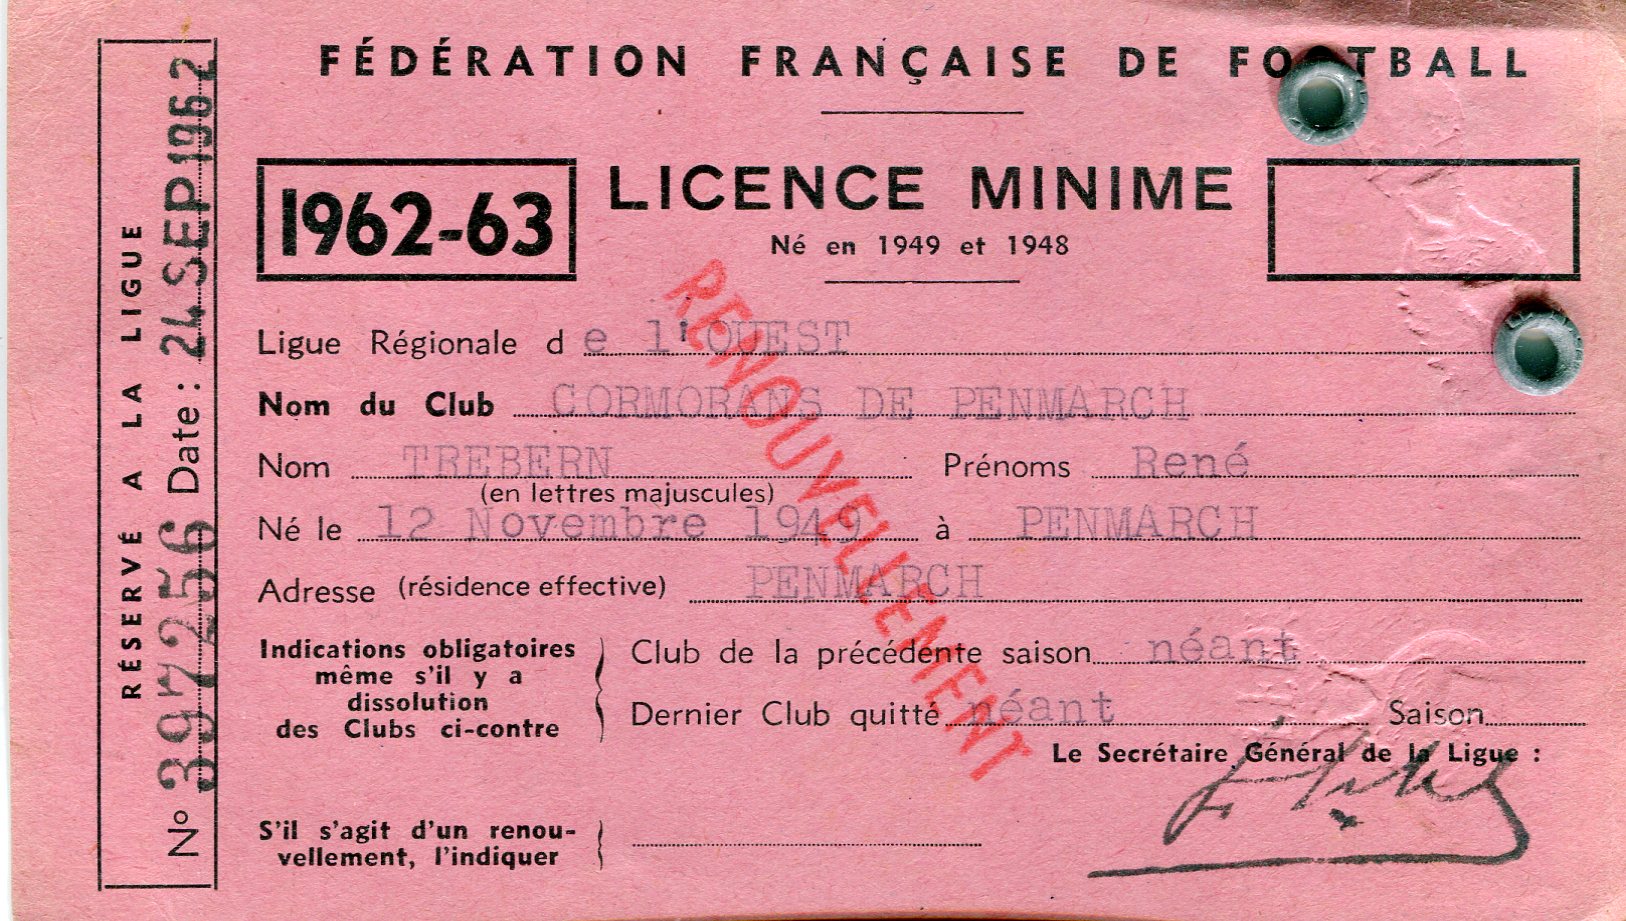 FÉDÉRATION FRANÇAISE DE FOOTBALL
1962-63
LICENCE MINIME
Né en 1949 et 1948
RÉSERVÉ A LA LIGUE
N° 397256 Date : 24 SEP 1962
RENOUVELLEMENT
Ligue Régionale d e l'OUEST
Nom du Club CORMORANS DE PENMARCH
Nom TREBERN Prénoms René
(en lettres majuscules)
Né le 12 Novembre 1949 à PENMARCH
Adresse (résidence effective) PENMARCH
Indications obligatoires
même s'il y a
dissolution
des Clubs ci-contre
Club de la précédente saison néant
Dernier Club quitté néant Saison
Le Secrétaire Général de la Ligue :
S'il s'agit d'un renou-
vellement, l'indiquer